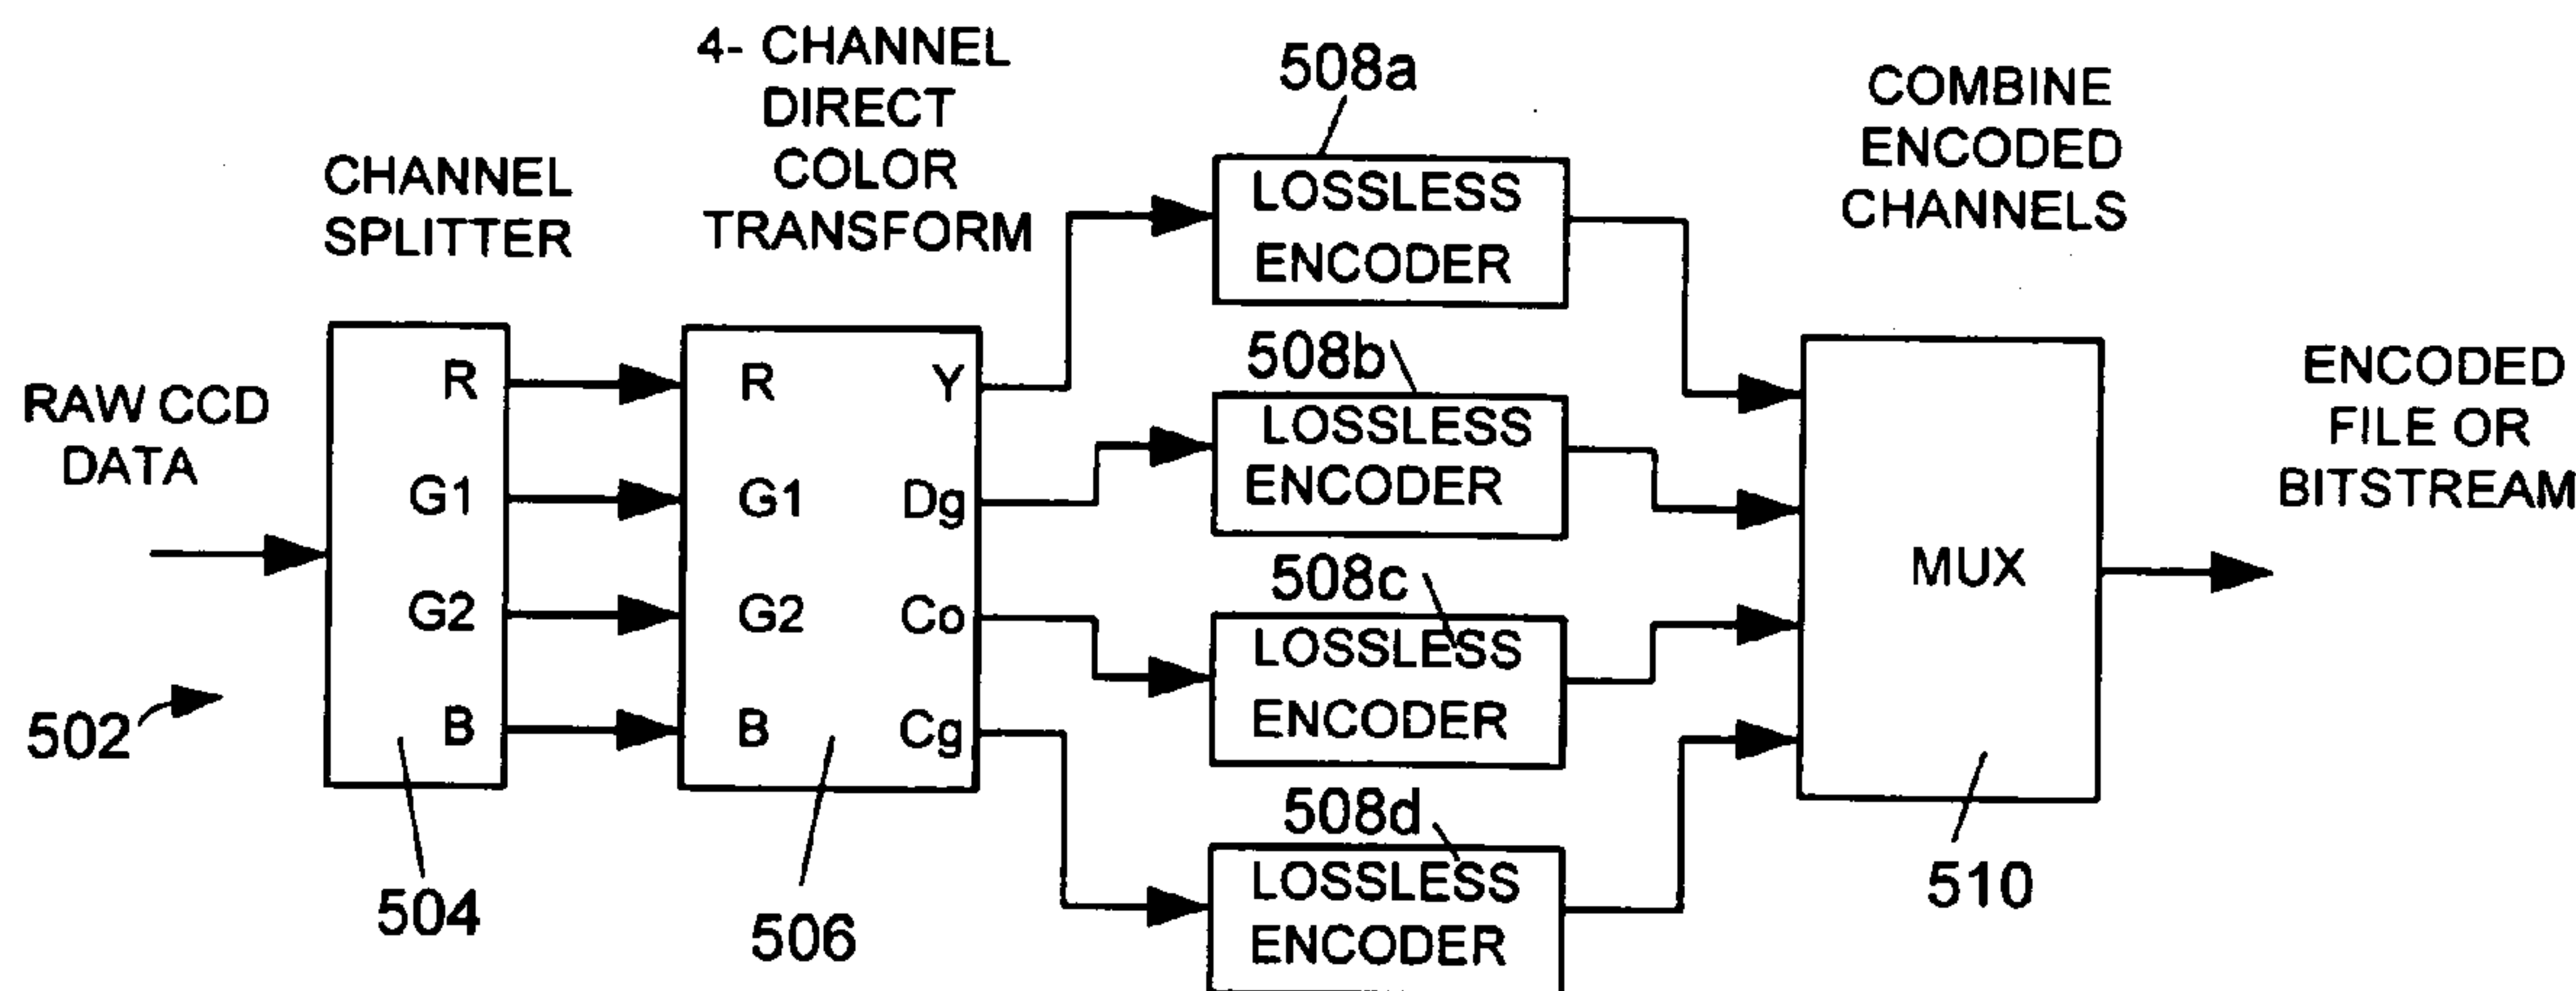 4- CHANNEL
DIRECT
COLOR
TRANSFORM
CHANNEL
SPLITTER
508a
COMBINE
ENCODED
CHANNELS
LOSSLESS
ENCODER
RAW CCD
DATA
R
G1
G2
B
R
G1
G2
B
Y
Dg
Co
Cg
508b
LOSSLESS
ENCODER
508c
LOSSLESS
ENCODER
508d
LOSSLESS
ENCODER
MUX
ENCODED
FILE OR
BITSTREAM
502
504
506
510